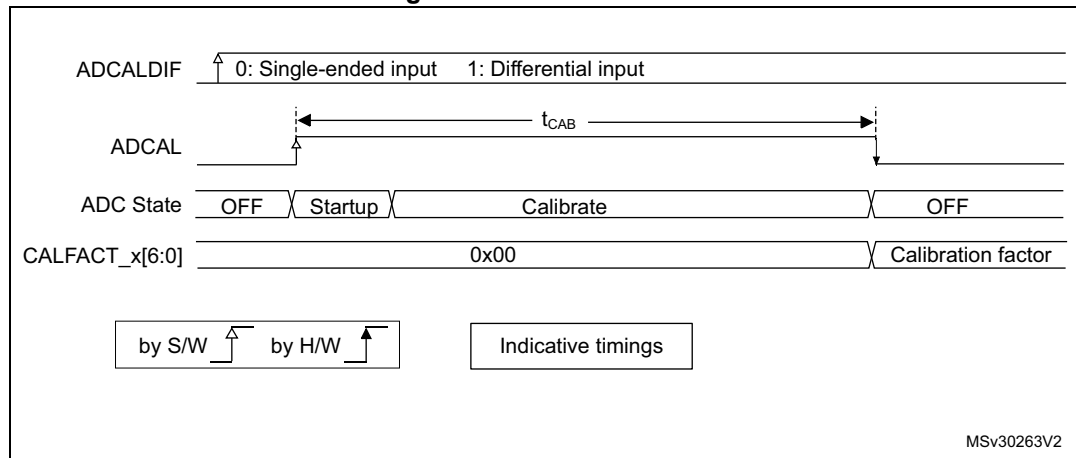 ADCALDIF 0: Single-ended input 1: Differential input
tCAB
ADCAL
ADC State OFF Startup Calibrate OFF
CALFACT_x[6:0] 0x00 Calibration factor
by S/W by H/W Indicative timings
MSv30263V2